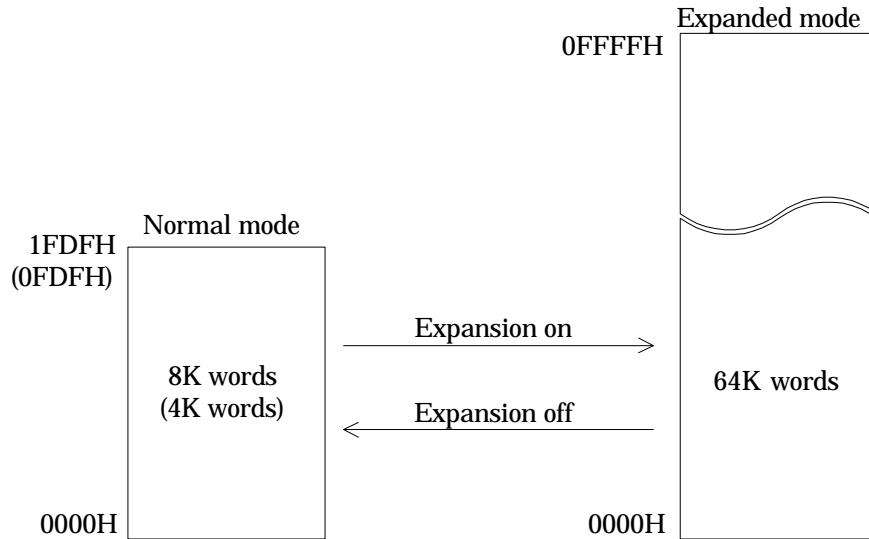 Expanded mode
0FFFFH
Normal mode
1FDFH
(0FDFH)
Expansion on
8K words
(4K words)
64K words
Expansion off
0000H
0000H